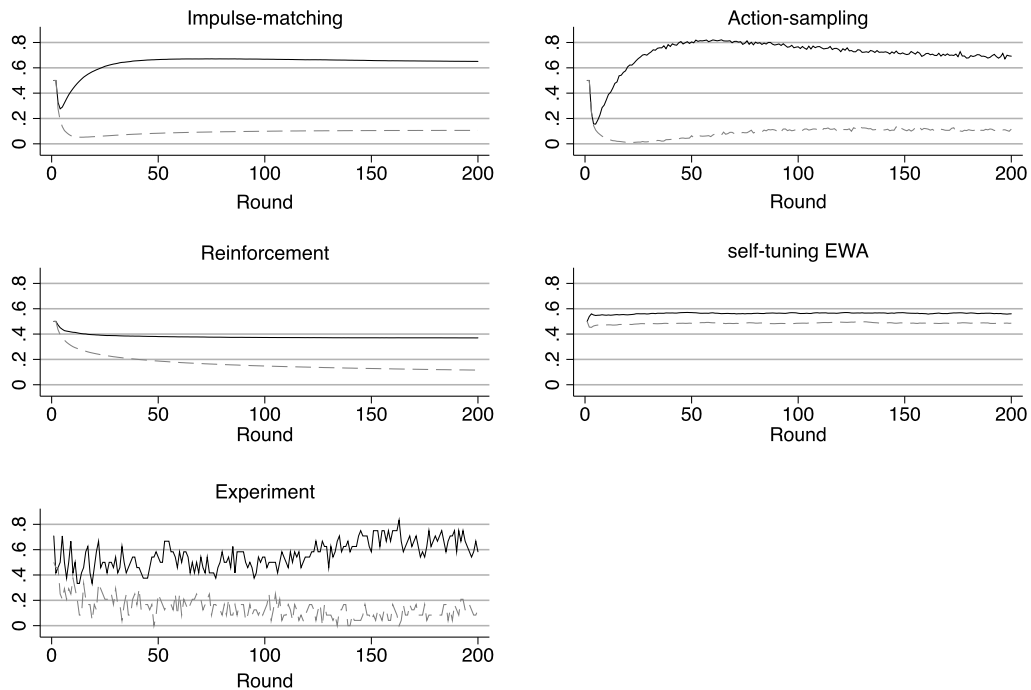 Impulse-matching
.8
.6
.4
.2
0
0 50 100 150 200
Round
Action-sampling
.8
.6
.4
.2
0
0 50 100 150 200
Round
Reinforcement
.8
.6
.4
.2
0
0 50 100 150 200
Round
self-tuning EWA
.8
.6
.4
.2
0
0 50 100 150 200
Round
Experiment
.8
.6
.4
.2
0
0 50 100 150 200
Round